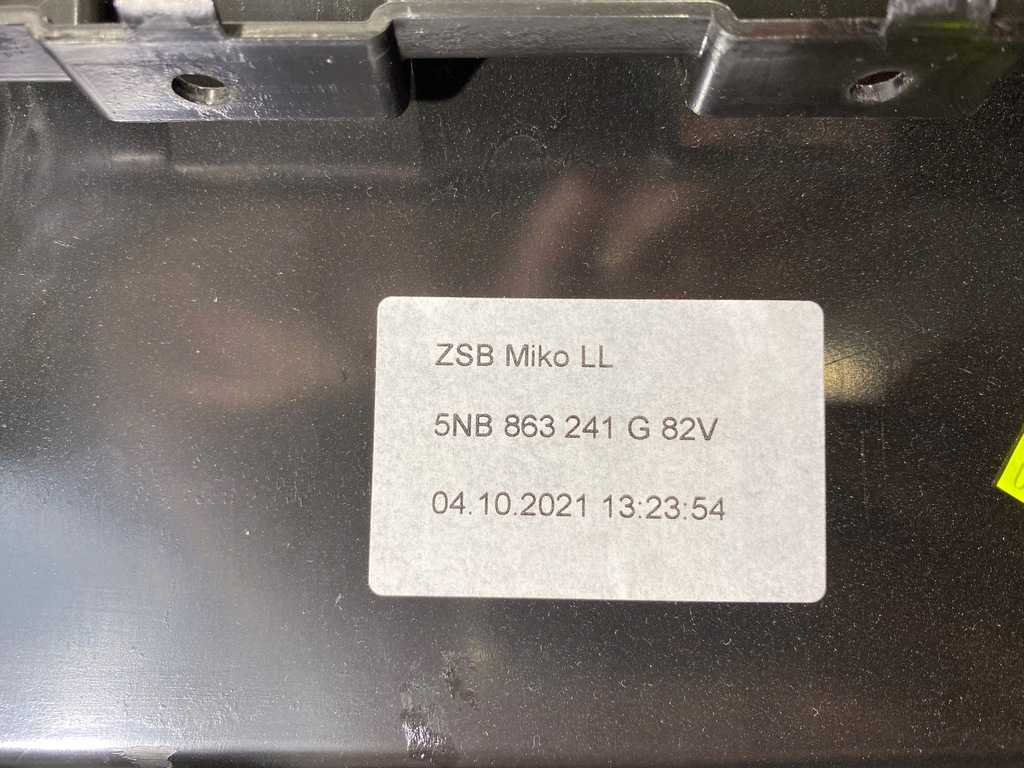 ZSB Miko LL
5NB 863 241 G 82V
04.10.2021 13:23:54